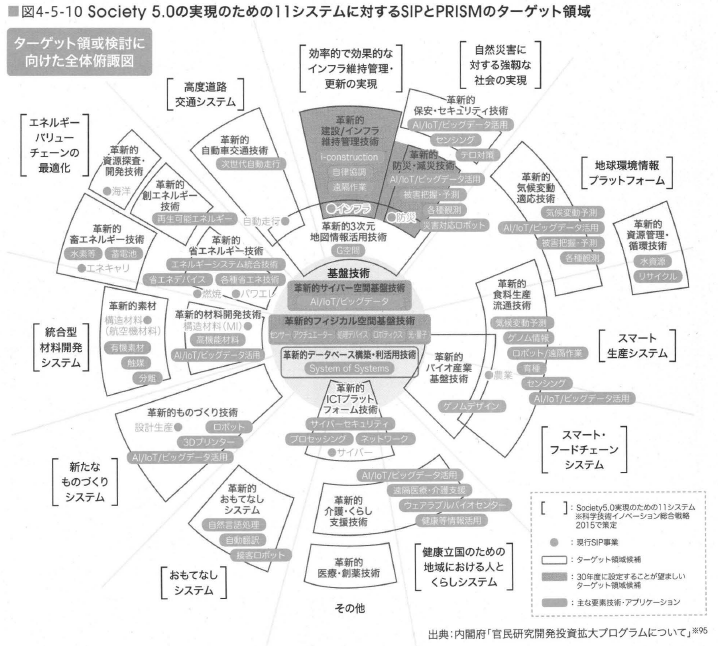 ■図4-5-10 Society 5.0の実現のための11システムに対するSIPとPRISMのターゲット領域
ターゲット領或検討に
向けた全体俯瞰図
効率的で効果的な
インフラ維持管理・
更新の実現
自然災害
に対する強靭な
社会の実現
高度道路
交通システム
エネルギー
バリュー
チェーンの
最適化
地球環境情報
プラットフォーム
革新的
建設/インフラ
維持管理技術
i-construction
自律協調
遠隔作業
インフラ
革新的
保安・セキュリティ技術
AI/IoT/ビッグデータ活用
センシング
テロ対策
革新的
防災・減災技術
AI/IoT/ビッグデータ活用
被害把握・予測
各種観測
災害対応ロボット
防災
革新的
自動車交通技術
次世代自動走行
自動走行
革新的
資源探査・
開発技術
海洋
革新的
創エネルギー
技術
再生可能エネルギー
革新的
畜エネルギー技術
水素等
蓄電池
エネキャリ
革新的
省エネルギー技術
エネルギーシステム統合技術
省エネデバイス
各種省エネ技術
燃焼
パワエレ
革新的3次元
地図情報活用技術
G空間
革新的
気候変動
適応技術
気候変動予測
AI/IoT/ビッグデータ活用
被害把握・予測
各種観測
革新的
資源管理・
循環技術
水資源
リサイクル
基盤技術
革新的サイバー空間基盤技術
AI/IoT/ビッグデータ
革新的フィジカル空間基盤技術
センサー
アクチュエーター
処理デバイス
ロボティクス
光・量子
革新的データベース構築・利用技術
System of Systems
革新的
ICTプラット
フォーム技術
サイバーセキュリティ
プロセッシング
ネットワーク
サイバー
統合型
材料開発
システム
革新的素材
構造材料
(航空機材料)
有機素材
触媒
分離
革新的材料開発技術
構造材料(MI)
高機能材料
AI/IoT/ビッグデータ活用
革新的
食料生産
流通技術
気候変動予測
ゲノム情報
ロボット/遠隔作業
育種
センシング
AI/IoT/ビッグデータ活用
革新的
バイオ産業
基盤技術
農業
ゲノムデザイン
スマート
生産システム
スマート・
フードチェーン
システム
革新的ものづくり技術
設計生産
ロボット
3Dプリンター
AI/IoT/ビッグデータ活用
新たな
ものづくり
システム
革新的
おもてなし
システム
自然言語処理
自動翻訳
接客ロボット
おもてなし
システム
革新的
介護・くらし
支援技術
AI/IoT/ビッグデータ活用
遠隔医療・介護支援
ウェアラブルバイオセンター
健康等情報活用
健康立国のための
地域における人と
くらしシステム
革新的
医療・創薬技術
その他
[ ]:Society5.0実現のための11システム
※科学技術イノベーション総合戦略
2015で策定
:現行SIP事業
:ターゲット領域候補
:30年度に設定することが望ましい
ターゲット領域候補
:主な要素技術・アプリケーション
出典:内閣府「官民研究開発投資拡大プログラムについて」※95